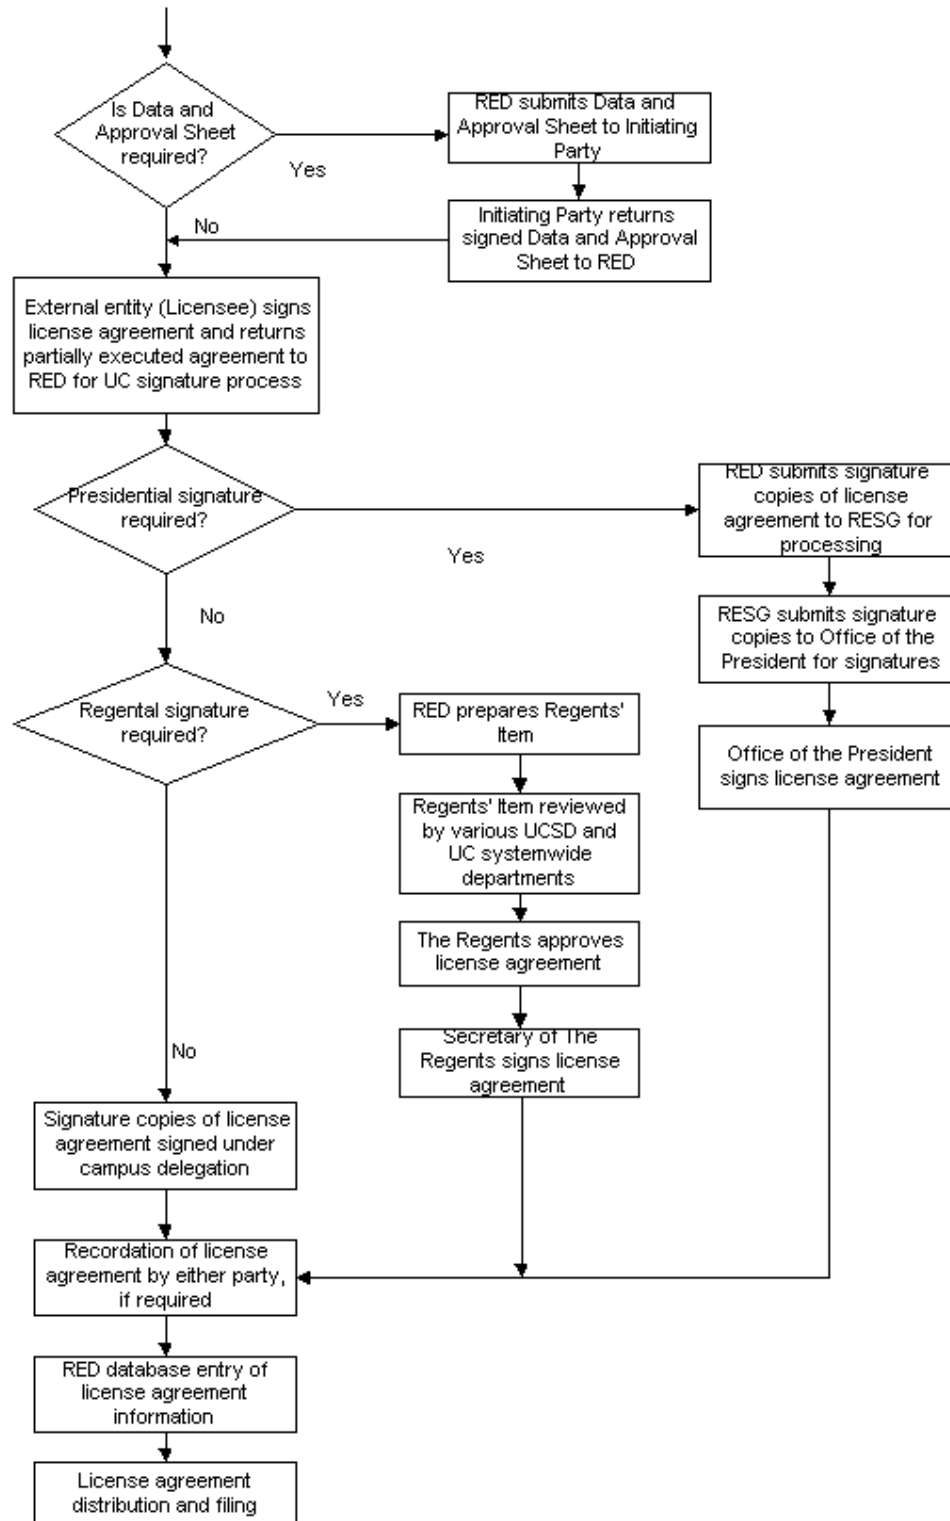 Is Data and
Approval Sheet
required?
Yes
RED submits Data and
Approval Sheet to Initiating
Party
No
Initiating Party returns
signed Data and Approval
Sheet to RED
External entity (Licensee) signs
license agreement and returns
partially executed agreement to
RED for UC signature process
Presidential signature
required?
Yes
RED submits signature
copies of license
agreement to RESG for
processing
No
RESG submits signature
copies to Office of the
President for signatures
Regental signature
required?
Yes
RED prepares Regents'
Item
Office of the President
signs license agreement
Regents' Item reviewed
by various UCSD and
UC systemwide
departments
The Regents approves
license agreement
Secretary of The
Regents signs license
agreement
No
Signature copies of license
agreement signed under
campus delegation
Recordation of license
agreement by either party,
if required
RED database entry of
license agreement
information
License agreement
distribution and filing